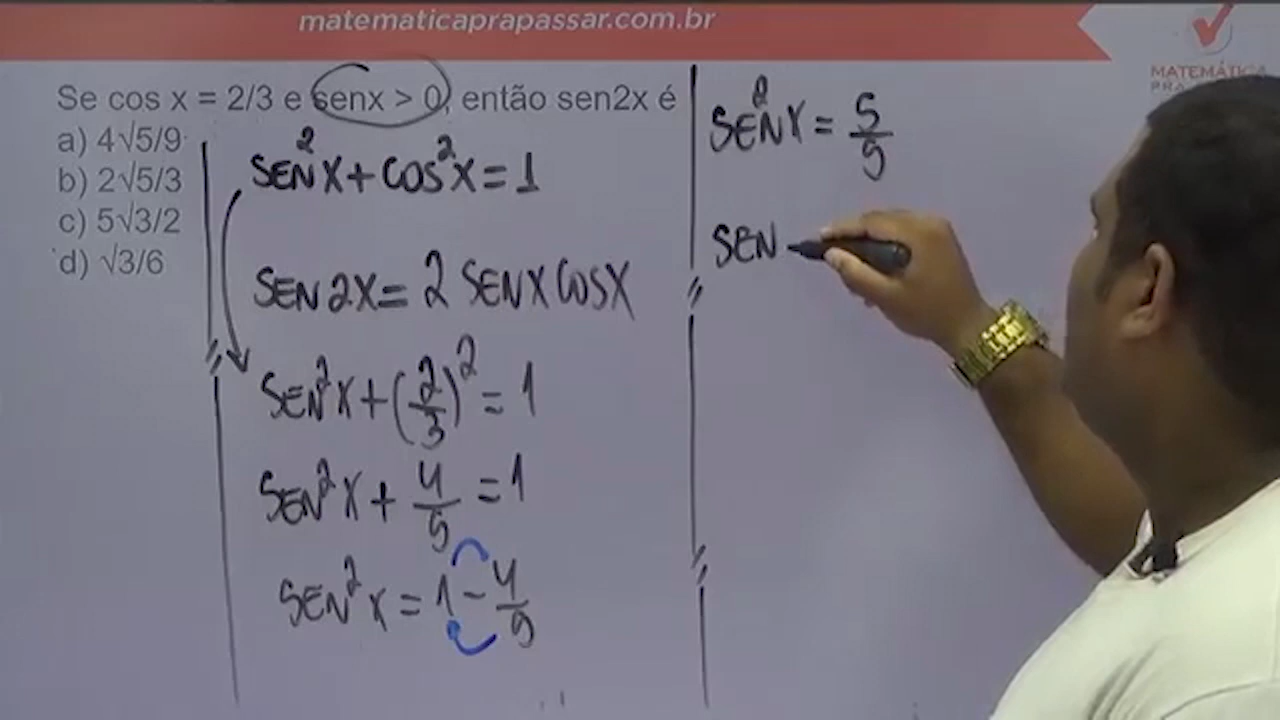 matematicaprapassar.com.br
MATEMÁTICA
Se cos x = 2/3 e senx > 0, então sen2x é
a) 4√5/9
b) 2√5/3
c) 5√3/2
d) √3/6
SEN²X + COS²X = 1
SEN 2X = 2 SENX COSX
SEN²X + (2/3)² = 1
SEN²X + 4/9 = 1
SEN²X = 1 - 4/9
SEN²X = 5/9
SEN